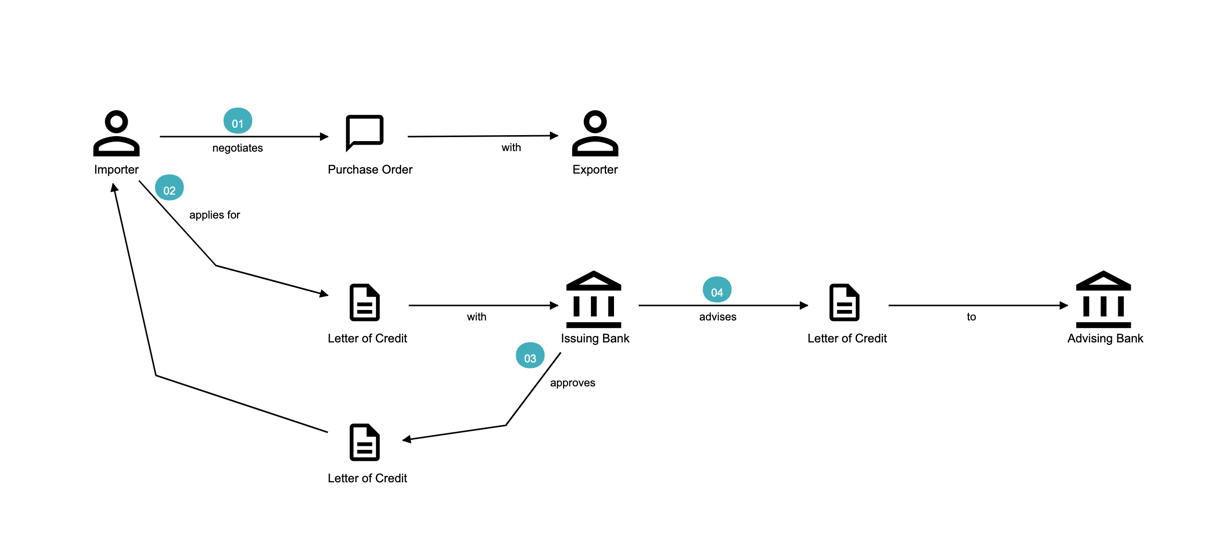 01
negotiates
with
Importer
Purchase Order
Exporter
02
applies for
04
with
advises
to
Letter of Credit
Issuing Bank
Letter of Credit
Advising Bank
03
approves
Letter of Credit